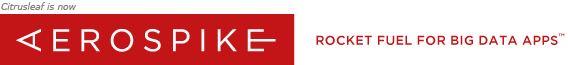 Citrusleaf is now
AEROSPIKE ROCKET FUEL FOR BIG DATA APPS™